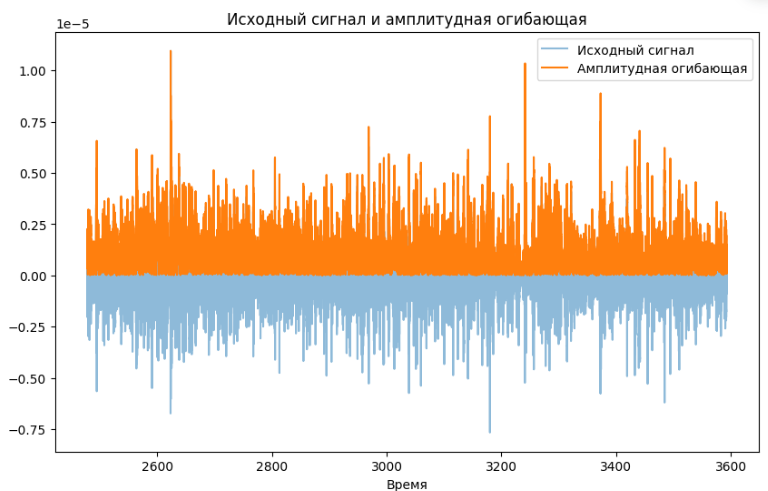 Исходный сигнал и амплитудная огибающая
1e−5
Исходный сигнал
Амплитудная огибающая
1.00
0.75
0.50
0.25
0.00
−0.25
−0.50
−0.75
2600 2800 3000 3200 3400 3600
Время